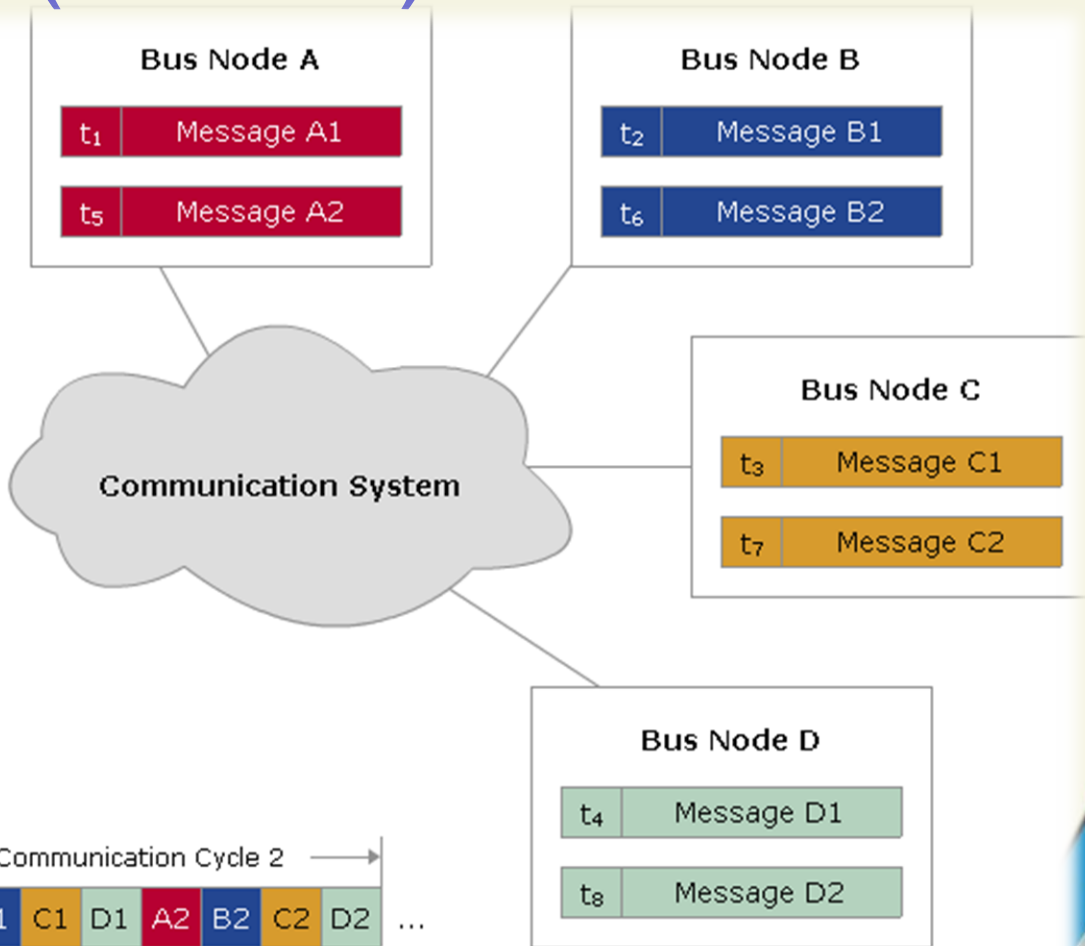 Bus Node A
t₁ Message A1
t₅ Message A2
Bus Node B
t₂ Message B1
t₆ Message B2
Bus Node C
t₃ Message C1
t₇ Message C2
Communication System
Bus Node D
t₄ Message D1
t₈ Message D2
Communication Cycle 2
C1 D1 A2 B2 C2 D2 ...